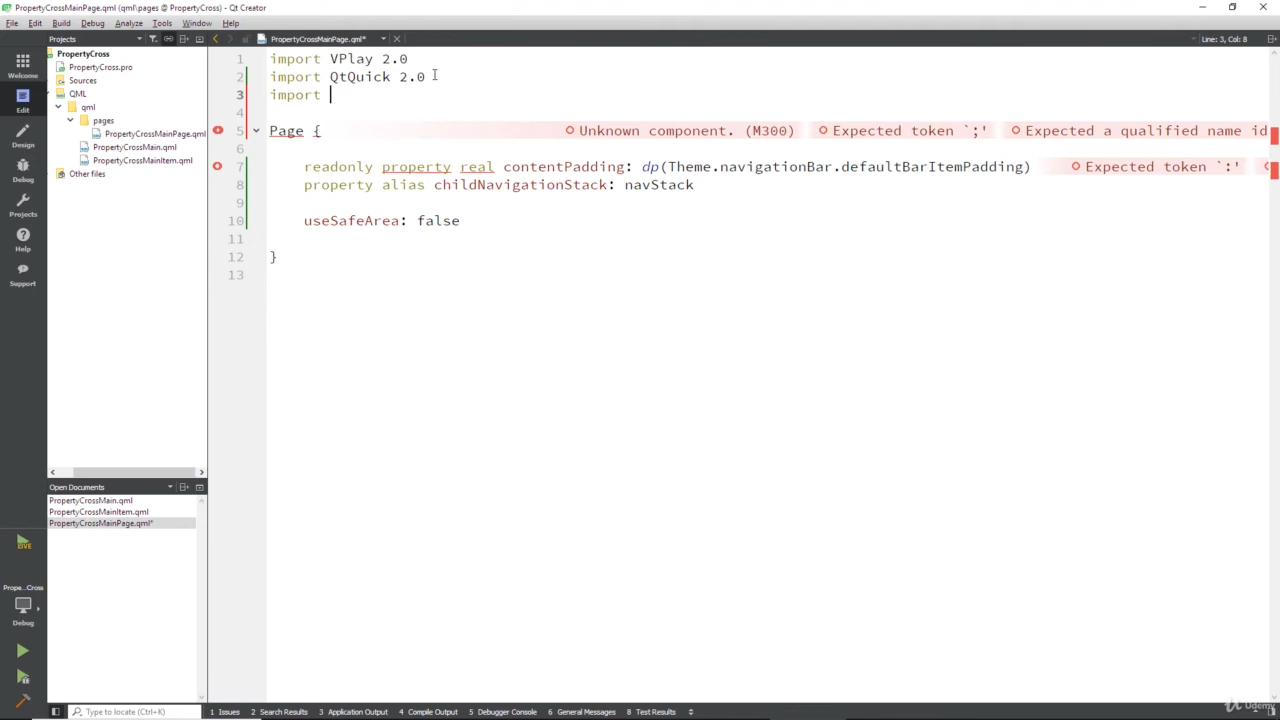 PropertyCrossMainPage.qml (qml\pages @ PropertyCross) - Qt Creator
File Edit Build Debug Analyze Tools Window Help
Projects
PropertyCrossMainPage.qml*
Line: 3, Col: 8
Welcome
Edit
Design
Debug
Projects
Help
Support
PropertyCross
PropertyCross.pro
Sources
QML
qml
pages
PropertyCrossMainPage.qml
PropertyCrossMain.qml
PropertyCrossMainItem.qml
Other files
1 import VPlay 2.0
2 import QtQuick 2.0
3 import
4
5 Page { Unknown component. (M300) Expected token `;' Expected a qualified name id
6
7 readonly property real contentPadding: dp(Theme.navigationBar.defaultBarItemPadding) Expected token `:'
8 property alias childNavigationStack: navStack
9
10 useSafeArea: false
11
12 }
13
Open Documents
PropertyCrossMain.qml
PropertyCrossMainItem.qml
PropertyCrossMainPage.qml*
LIVE
Prope...Cross
Debug
Type to locate (Ctrl+K)
1 Issues 2 Search Results 3 Application Output 4 Compile Output 5 Debugger Console 6 General Messages 8 Test Results
Udemy